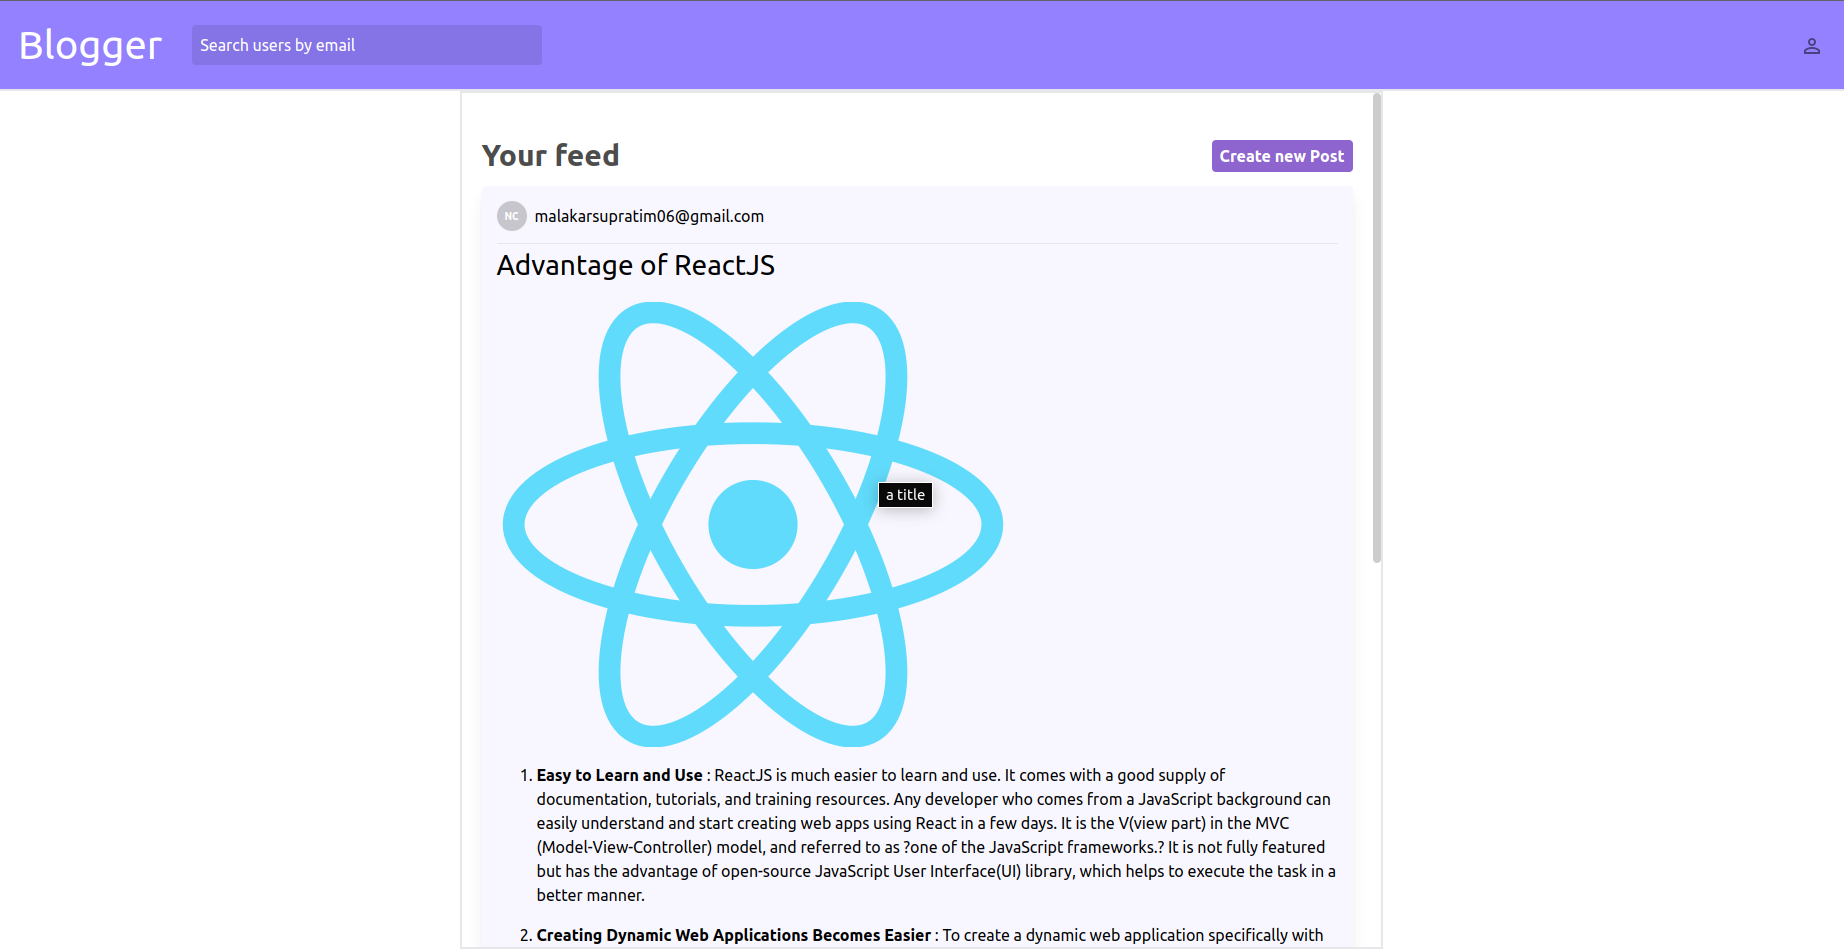 Blogger
Search users by email
Your feed
Create new Post
NC
malakarsupratim06@gmail.com
Advantage of ReactJS
a title
1. Easy to Learn and Use : ReactJS is much easier to learn and use. It comes with a good supply of
documentation, tutorials, and training resources. Any developer who comes from a JavaScript background can
easily understand and start creating web apps using React in a few days. It is the V(view part) in the MVC
(Model-View-Controller) model, and referred to as ?one of the JavaScript frameworks.? It is not fully featured
but has the advantage of open-source JavaScript User Interface(UI) library, which helps to execute the task in a
better manner.
2. Creating Dynamic Web Applications Becomes Easier : To create a dynamic web application specifically with